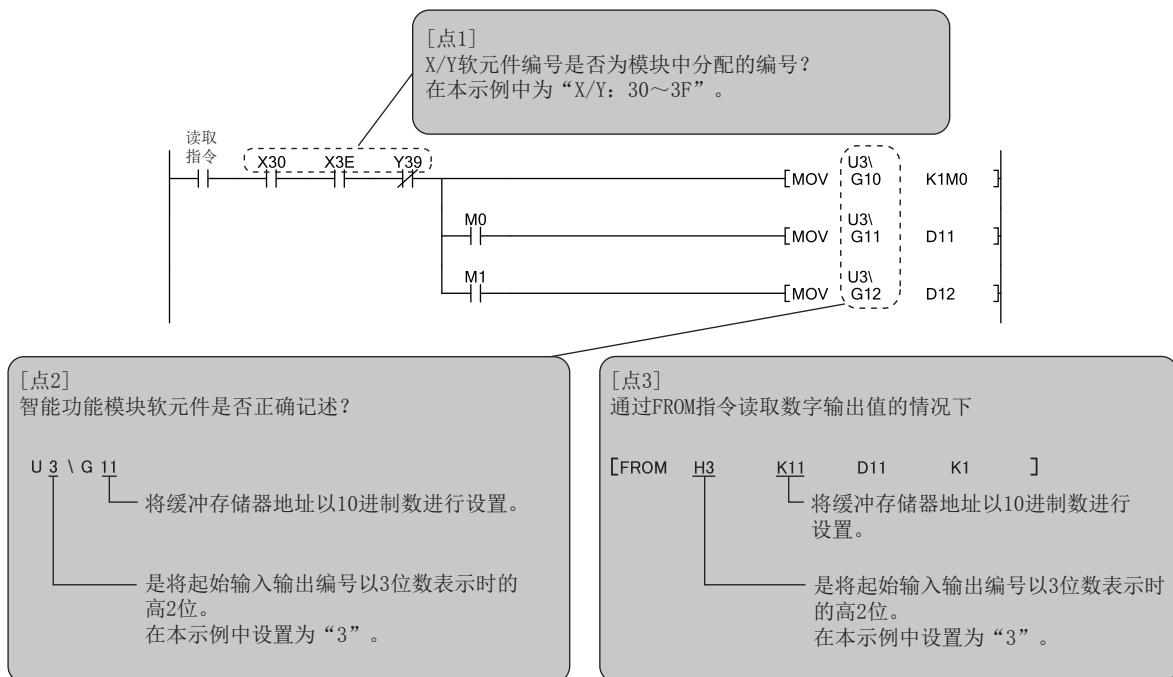 [点1]
X/Y软元件编号是否为模块中分配的编号？
在本示例中为“X/Y：30～3F”。
读取
指令
X30 X3E Y39
[MOV U3\ G10 K1M0 ]
M0
[MOV U3\ G11 D11 ]
M1
[MOV U3\ G12 D12 ]
[点2]
智能功能模块软元件是否正确记述？
U 3 \ G 11
将缓冲存储器地址以10进制数进行设置。
是将起始输入输出编号以3位数表示时的
高2位。
在本示例中设置为“3”。
[点3]
通过FROM指令读取数字输出值的情况下
[FROM H3 K11 D11 K1 ]
将缓冲存储器地址以10进制数进行
设置。
是将起始输入输出编号以3位数表示时
的高2位。
在本示例中设置为“3”。